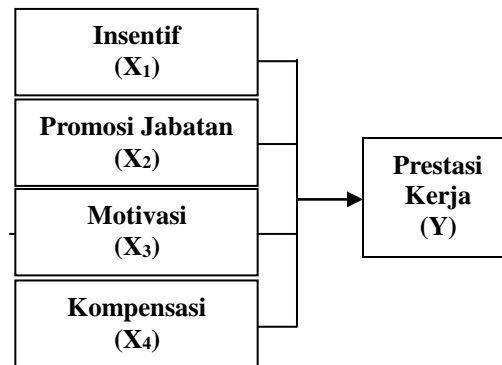 Insentif
(X₁)
Promosi Jabatan
(X₂)
Motivasi
(X₃)
Kompensasi
(X₄)
Prestasi
Kerja
(Y)